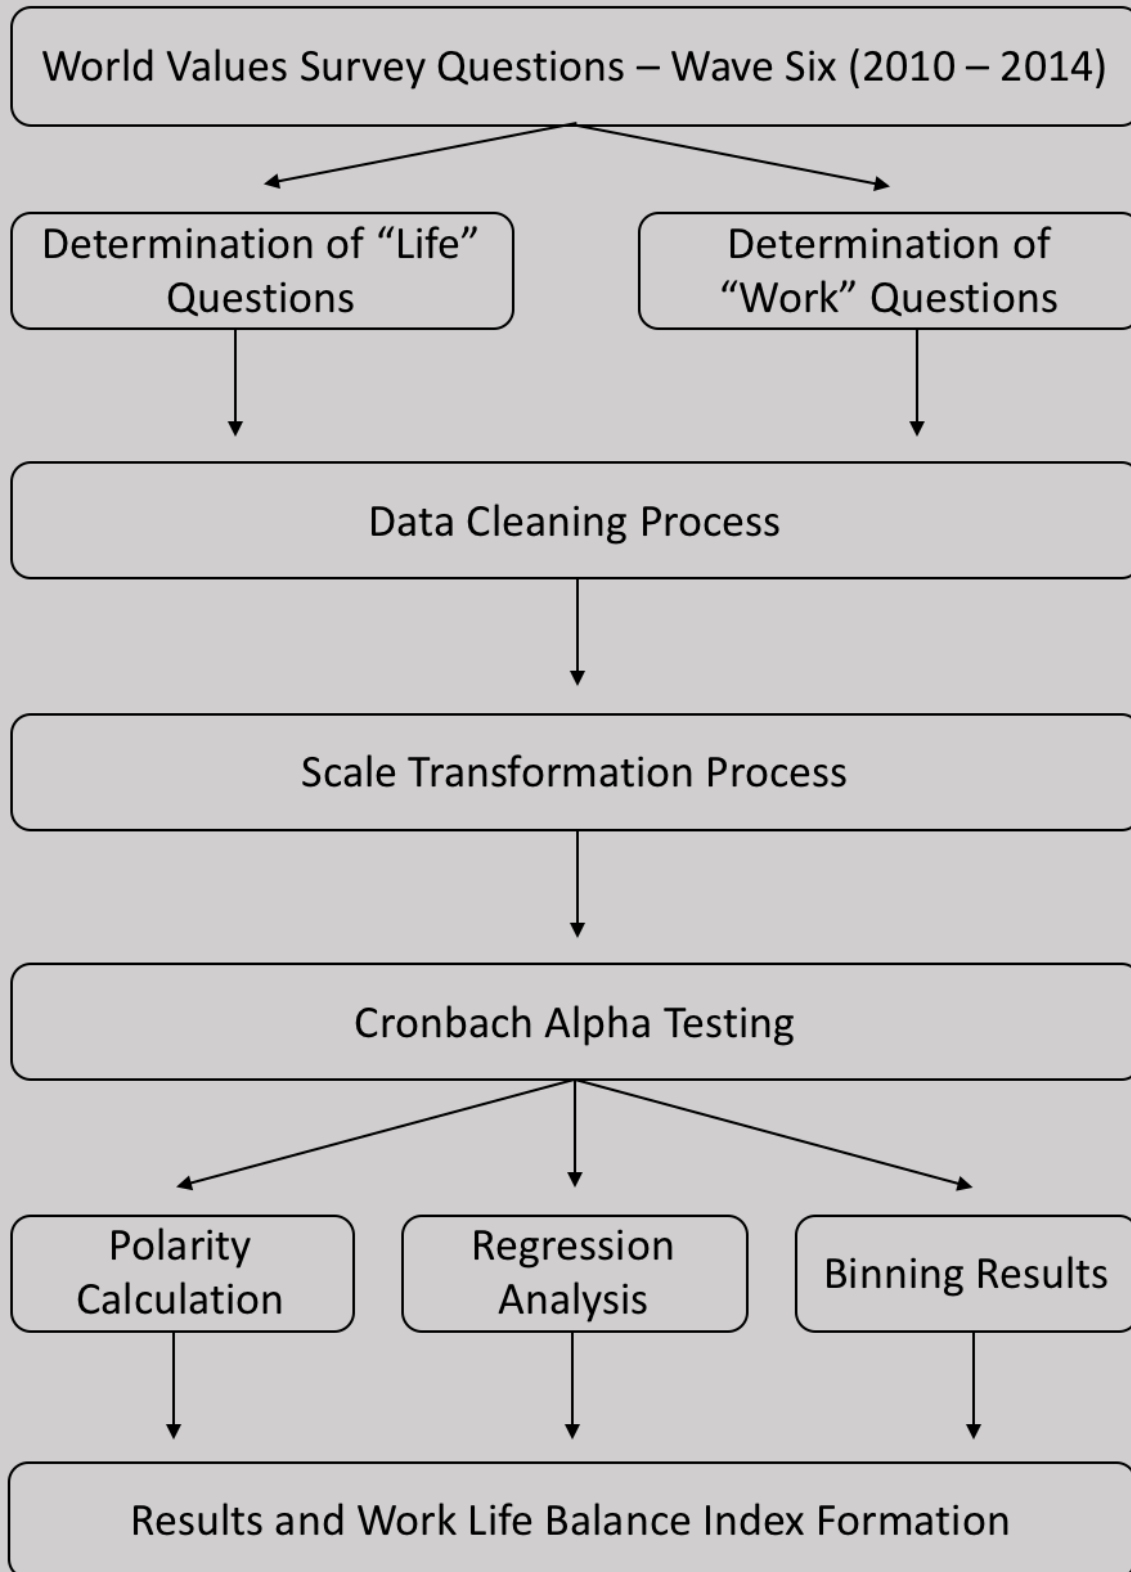 World Values Survey Questions – Wave Six (2010 – 2014)
Determination of “Life”
Questions
Determination of
“Work” Questions
Data Cleaning Process
Scale Transformation Process
Cronbach Alpha Testing
Polarity
Calculation
Regression
Analysis
Binning Results
Results and Work Life Balance Index Formation